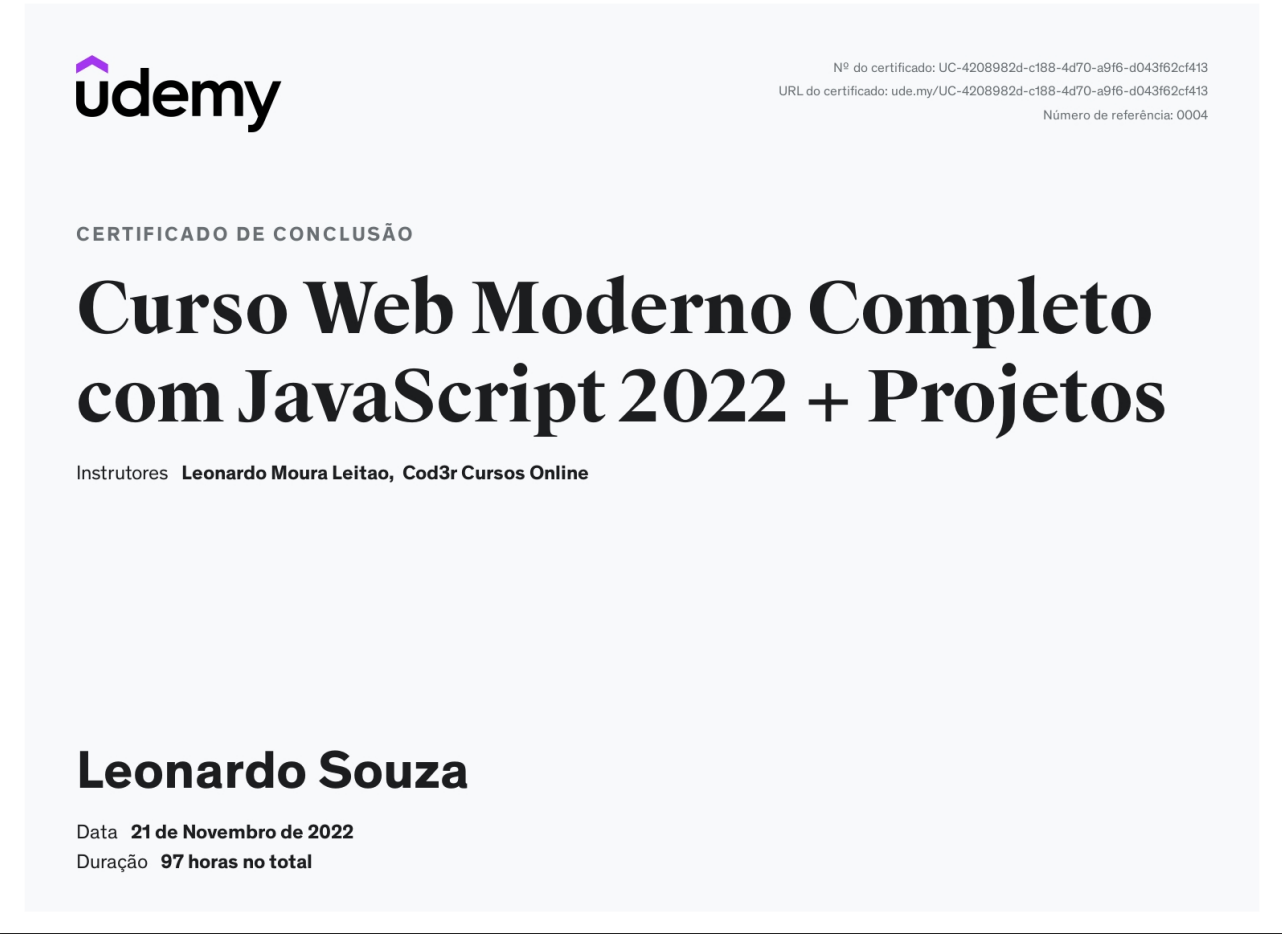 udemy
Nº do certificado: UC-4208982d-c188-4d70-a9f6-d043f62cf413
URL do certificado: ude.my/UC-4208982d-c188-4d70-a9f6-d043f62cf413
Número de referência: 0004
CERTIFICADO DE CONCLUSÃO
Curso Web Moderno Completo
com JavaScript 2022 + Projetos
Instrutores Leonardo Moura Leitao, Cod3r Cursos Online
Leonardo Souza
Data 21 de Novembro de 2022
Duração 97 horas no total